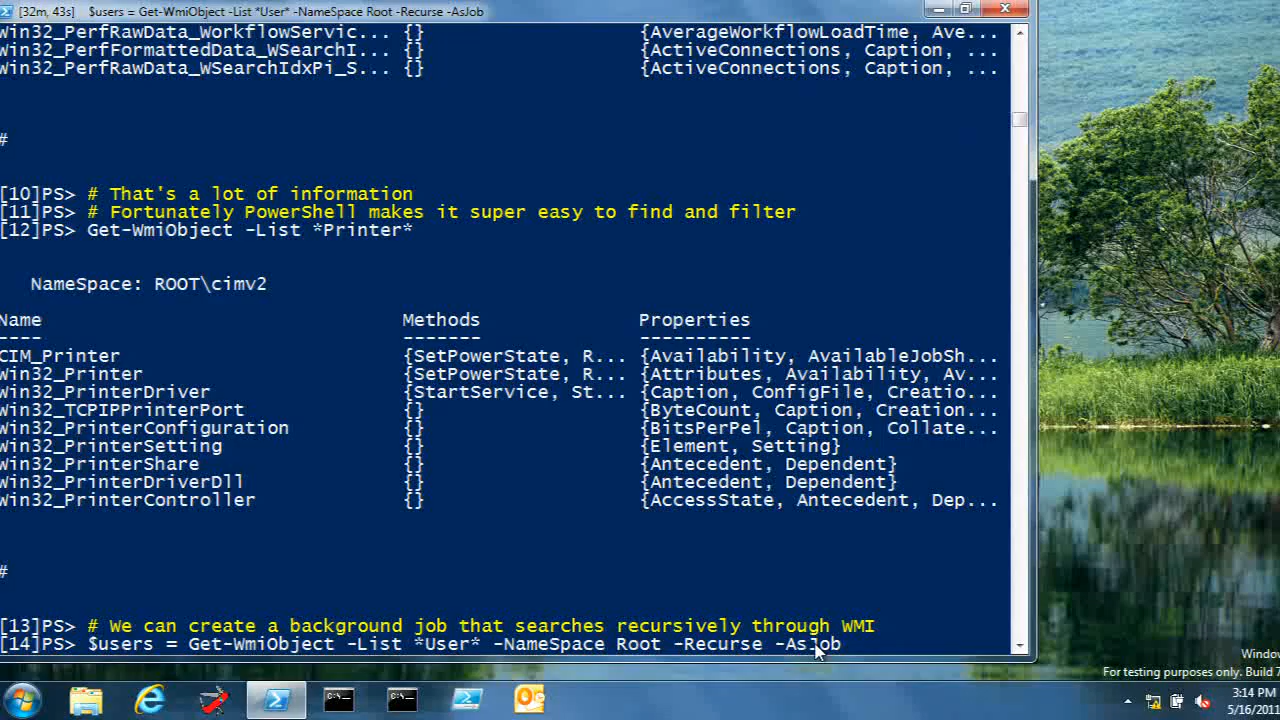 [32m, 43s] $users = Get-WmiObject -List *User* -NameSpace Root -Recurse -AsJob
Win32_PerfRawData_WorkflowServic... {} {AverageWorkflowLoadTime, Ave...
Win32_PerfFormattedData_WSearchI... {} {ActiveConnections, Caption, ...
Win32_PerfRawData_WSearchIdxPi_S... {} {ActiveConnections, Caption, ...
#
[10]PS> # That's a lot of information
[11]PS> # Fortunately PowerShell makes it super easy to find and filter
[12]PS> Get-WmiObject -List *Printer*
NameSpace: ROOT\cimv2
Name Methods Properties
---- ------- ----------
CIM_Printer {SetPowerState, R... {Availability, AvailableJobSh...
Win32_Printer {SetPowerState, R... {Attributes, Availability, Av...
Win32_PrinterDriver {StartService, St... {Caption, ConfigFile, Creatio...
Win32_TCPIPPrinterPort {} {ByteCount, Caption, Creation...
Win32_PrinterConfiguration {} {BitsPerPel, Caption, Collate...
Win32_PrinterSetting {} {Element, Setting}
Win32_PrinterShare {} {Antecedent, Dependent}
Win32_PrinterDriverDll {} {Antecedent, Dependent}
Win32_PrinterController {} {AccessState, Antecedent, Dep...
#
[13]PS> # We can create a background job that searches recursively through WMI
[14]PS> $users = Get-WmiObject -List *User* -NameSpace Root -Recurse -AsJob
Window
For testing purposes only. Build 7
3:14 PM
5/16/2011